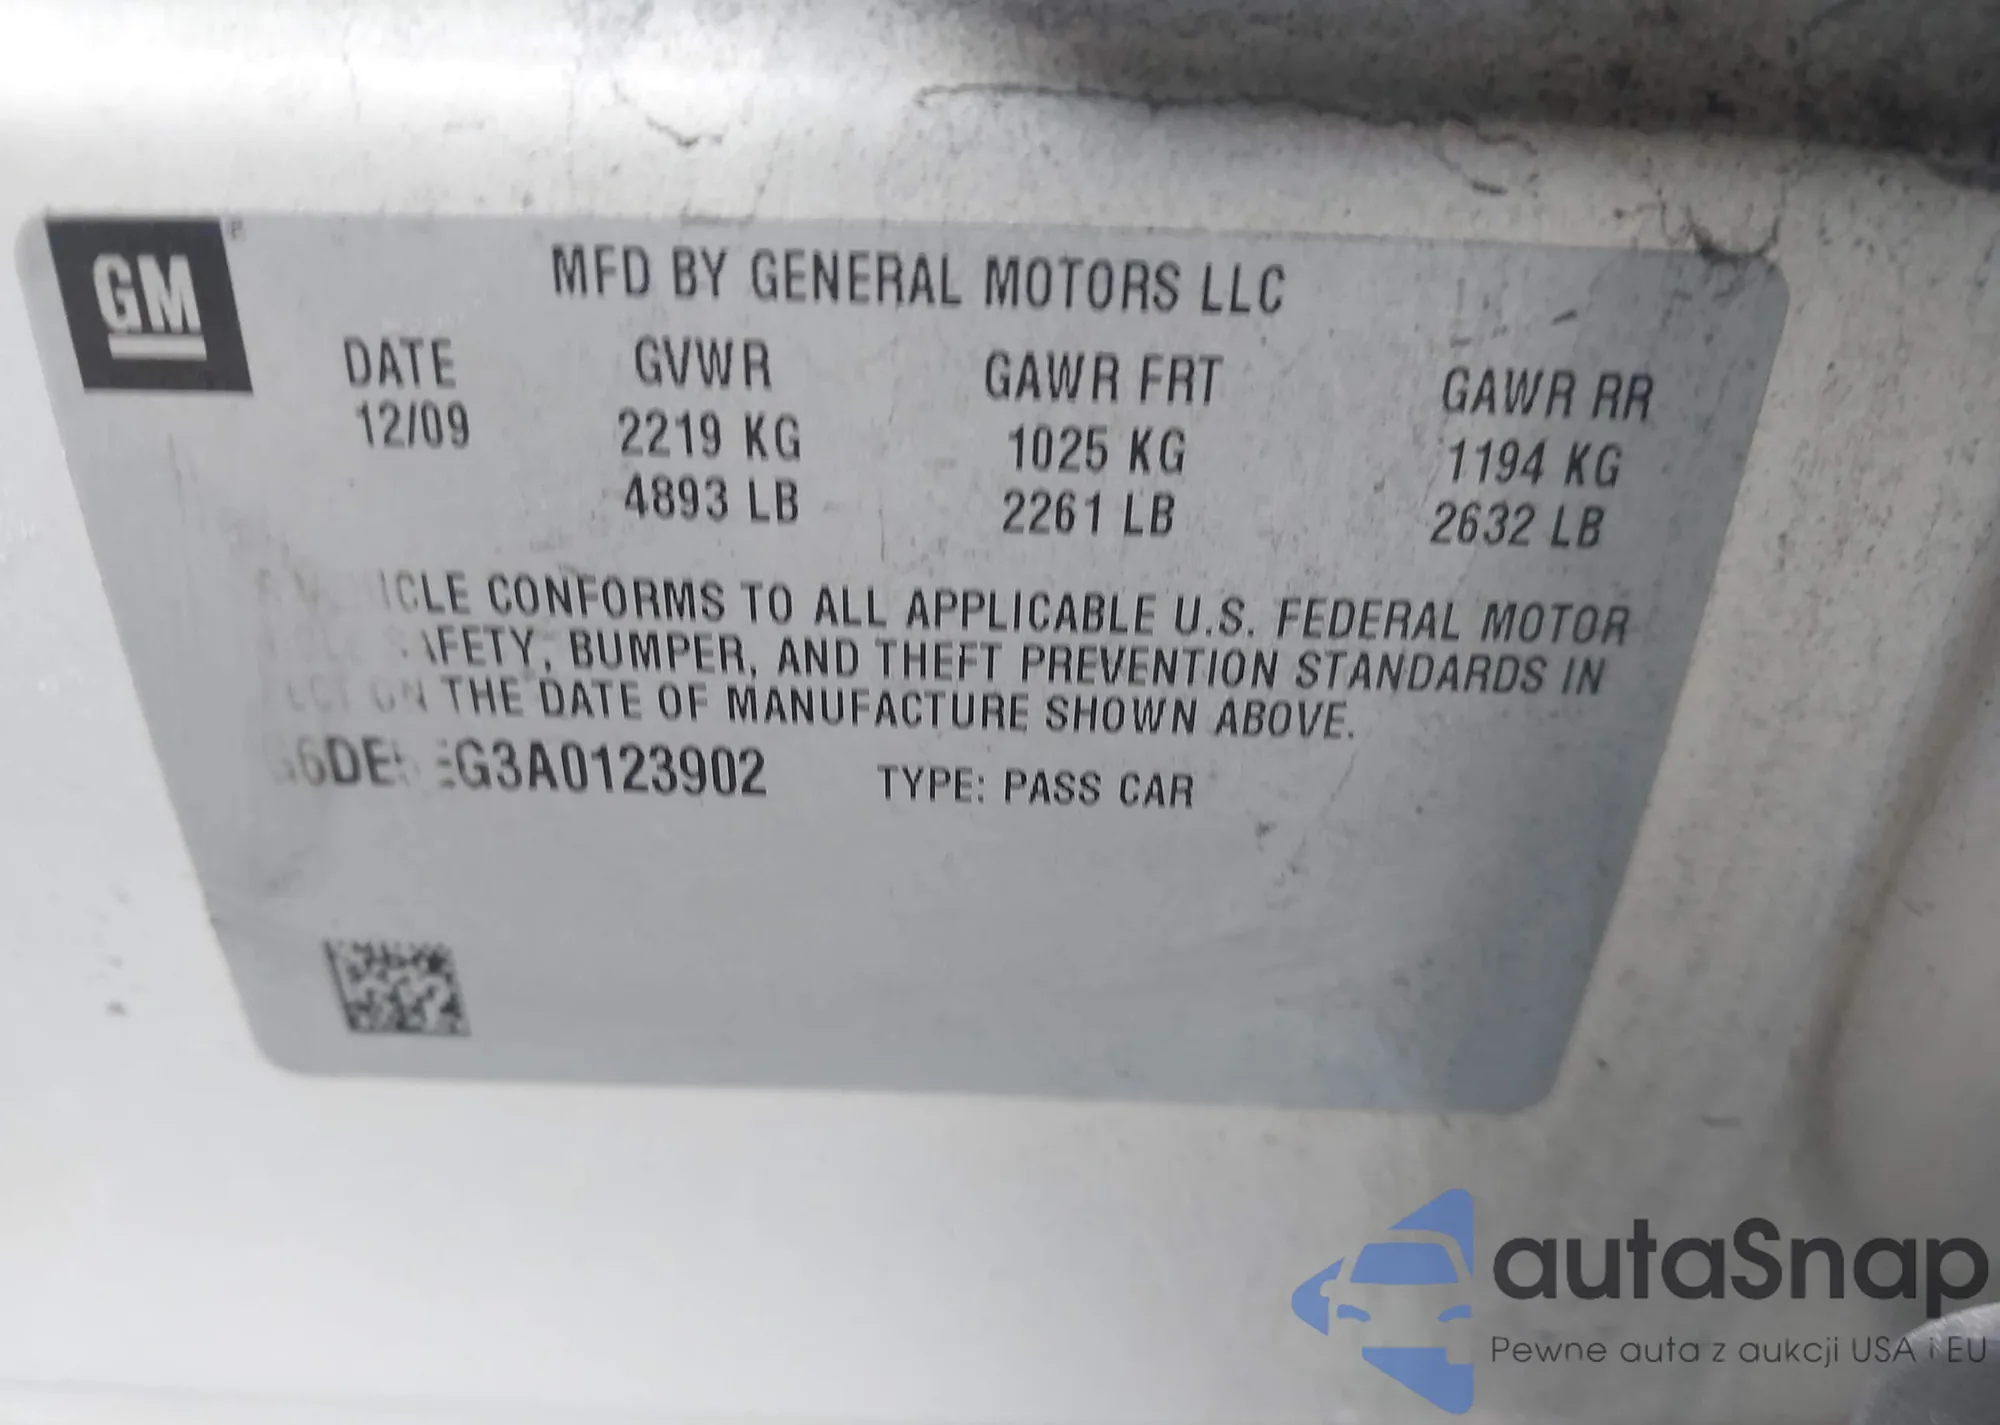 GM
MFD BY GENERAL MOTORS LLC
DATE GVWR GAWR FRT GAWR RR
12/09 2219 KG 1025 KG 1194 KG
4893 LB 2261 LB 2632 LB
CONFORMS TO ALL APPLICABLE U.S. FEDERAL MOTOR
SAFETY, BUMPER, AND THEFT PREVENTION STANDARDS IN
ON THE DATE OF MANUFACTURE SHOWN ABOVE.
TYPE: PASS CAR
autaSnap
Pewne auta z aukcji USA i EU